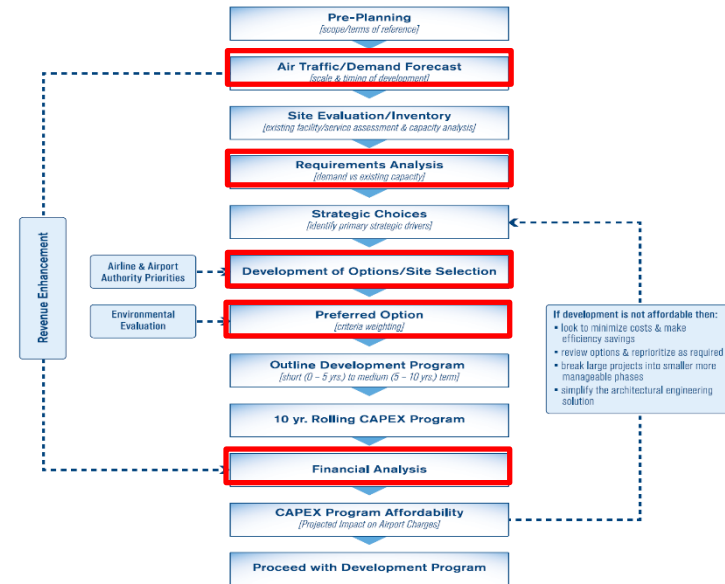 Pre-Planning
[scope/terms of reference]
Air Traffic/Demand Forecast
[scale & timing of development]
Site Evaluation/Inventory
[existing facility/service assessment & capacity analysis]
Requirements Analysis
[demand vs existing capacity]
Strategic Choices
[identify primary strategic drivers]
Revenue Enhancement
Airline & Airport
Authority Priorities
Development of Options/Site Selection
Environmental
Evaluation
Preferred Option
[criteria weighting]
If development is not affordable then:
▪ look to minimize costs & make
efficiency savings
▪ review options & reprioritize as required
▪ break large projects into smaller more
manageable phases
▪ simplify the architectural engineering
solution
Outline Development Program
[short (0 – 5 yrs.) to medium (5 – 10 yrs.) term]
10 yr. Rolling CAPEX Program
Financial Analysis
CAPEX Program Affordability
[Projected Impact on Airport Charges]
Proceed with Development Program